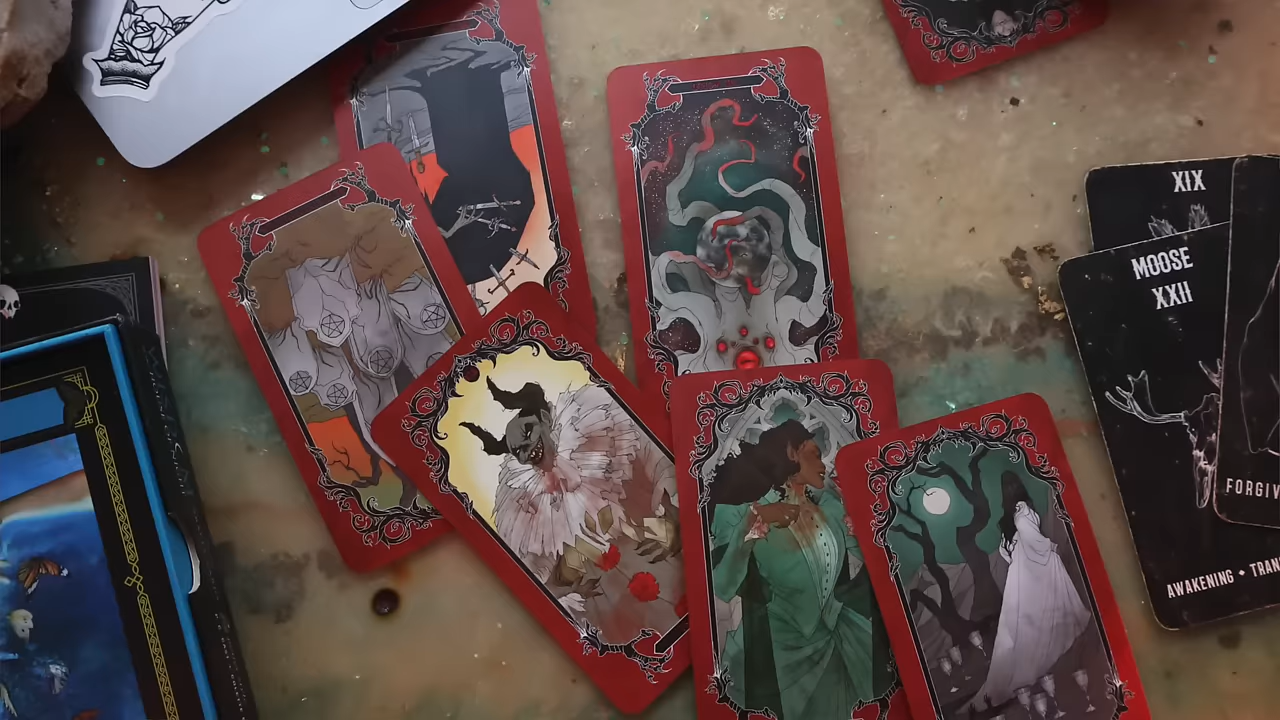 XIX
MOOSE
XXII
FORGIV
AWAKENING ✦ TRAN